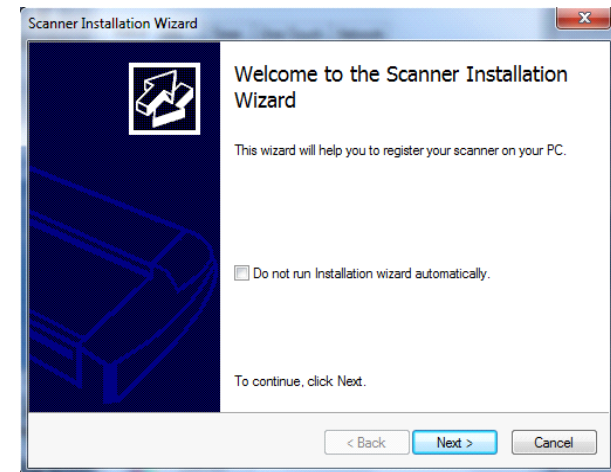 Scanner Installation Wizard
Welcome to the Scanner Installation
Wizard
This wizard will help you to register your scanner on your PC.
Do not run Installation wizard automatically.
To continue, click Next.
< Back
Next >
Cancel